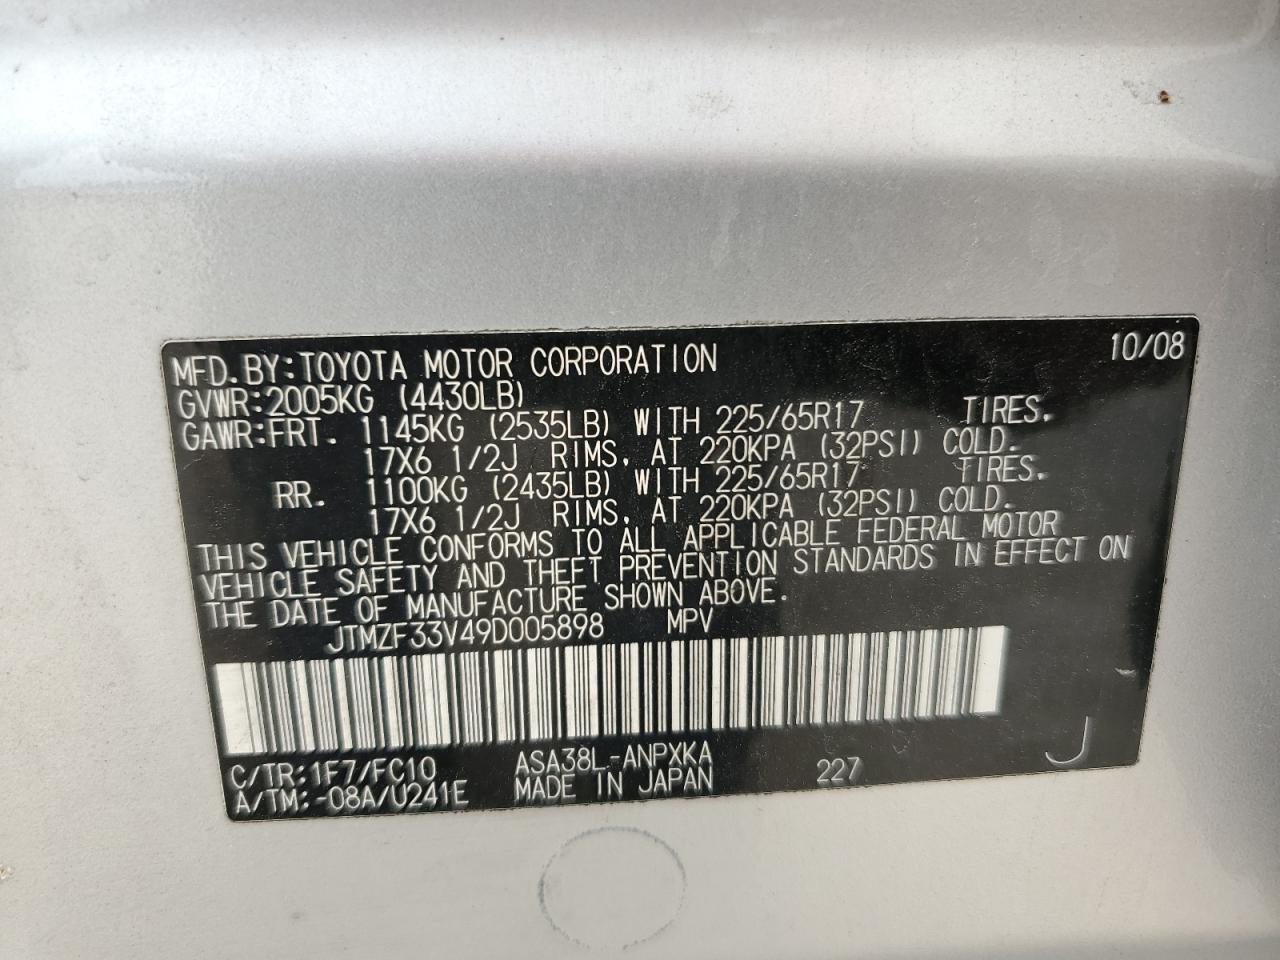 MFD.BY:TOYOTA MOTOR CORPORATION 10/08
GVWR:2005KG (4430LB)
GAWR:FRT. 1145KG (2535LB) WITH 225/65R17 TIRES.
17X6 1/2J RIMS, AT 220KPA (32PSI) COLD.
RR. 1100KG (2435LB) WITH 225/65R17 TIRES.
17X6 1/2J RIMS, AT 220KPA (32PSI) COLD.
THIS VEHICLE CONFORMS TO ALL APPLICABLE FEDERAL MOTOR
VEHICLE SAFETY AND THEFT PREVENTION STANDARDS IN EFFECT ON
THE DATE OF MANUFACTURE SHOWN ABOVE.
JTMZF33V49D005898 MPV
C/TR:1F7/FC10 ASA38L-ANPXKA 227 J
A/TM:-08A/U241E MADE IN JAPAN